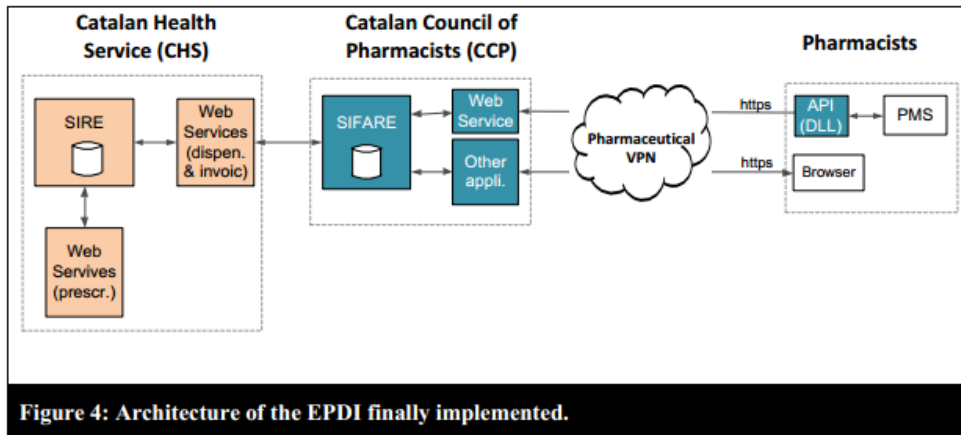 Catalan Health
Service (CHS)
Catalan Council of
Pharmacists (CCP)
Pharmacists
SIRE
Web
Services
(dispen.
& invoic)
Web
Servives
(prescr.)
SIFARE
Web
Service
Other
appli.
Pharmaceutical
VPN
https
https
API
(DLL)
PMS
Browser
Figure 4: Architecture of the EPDI finally implemented.